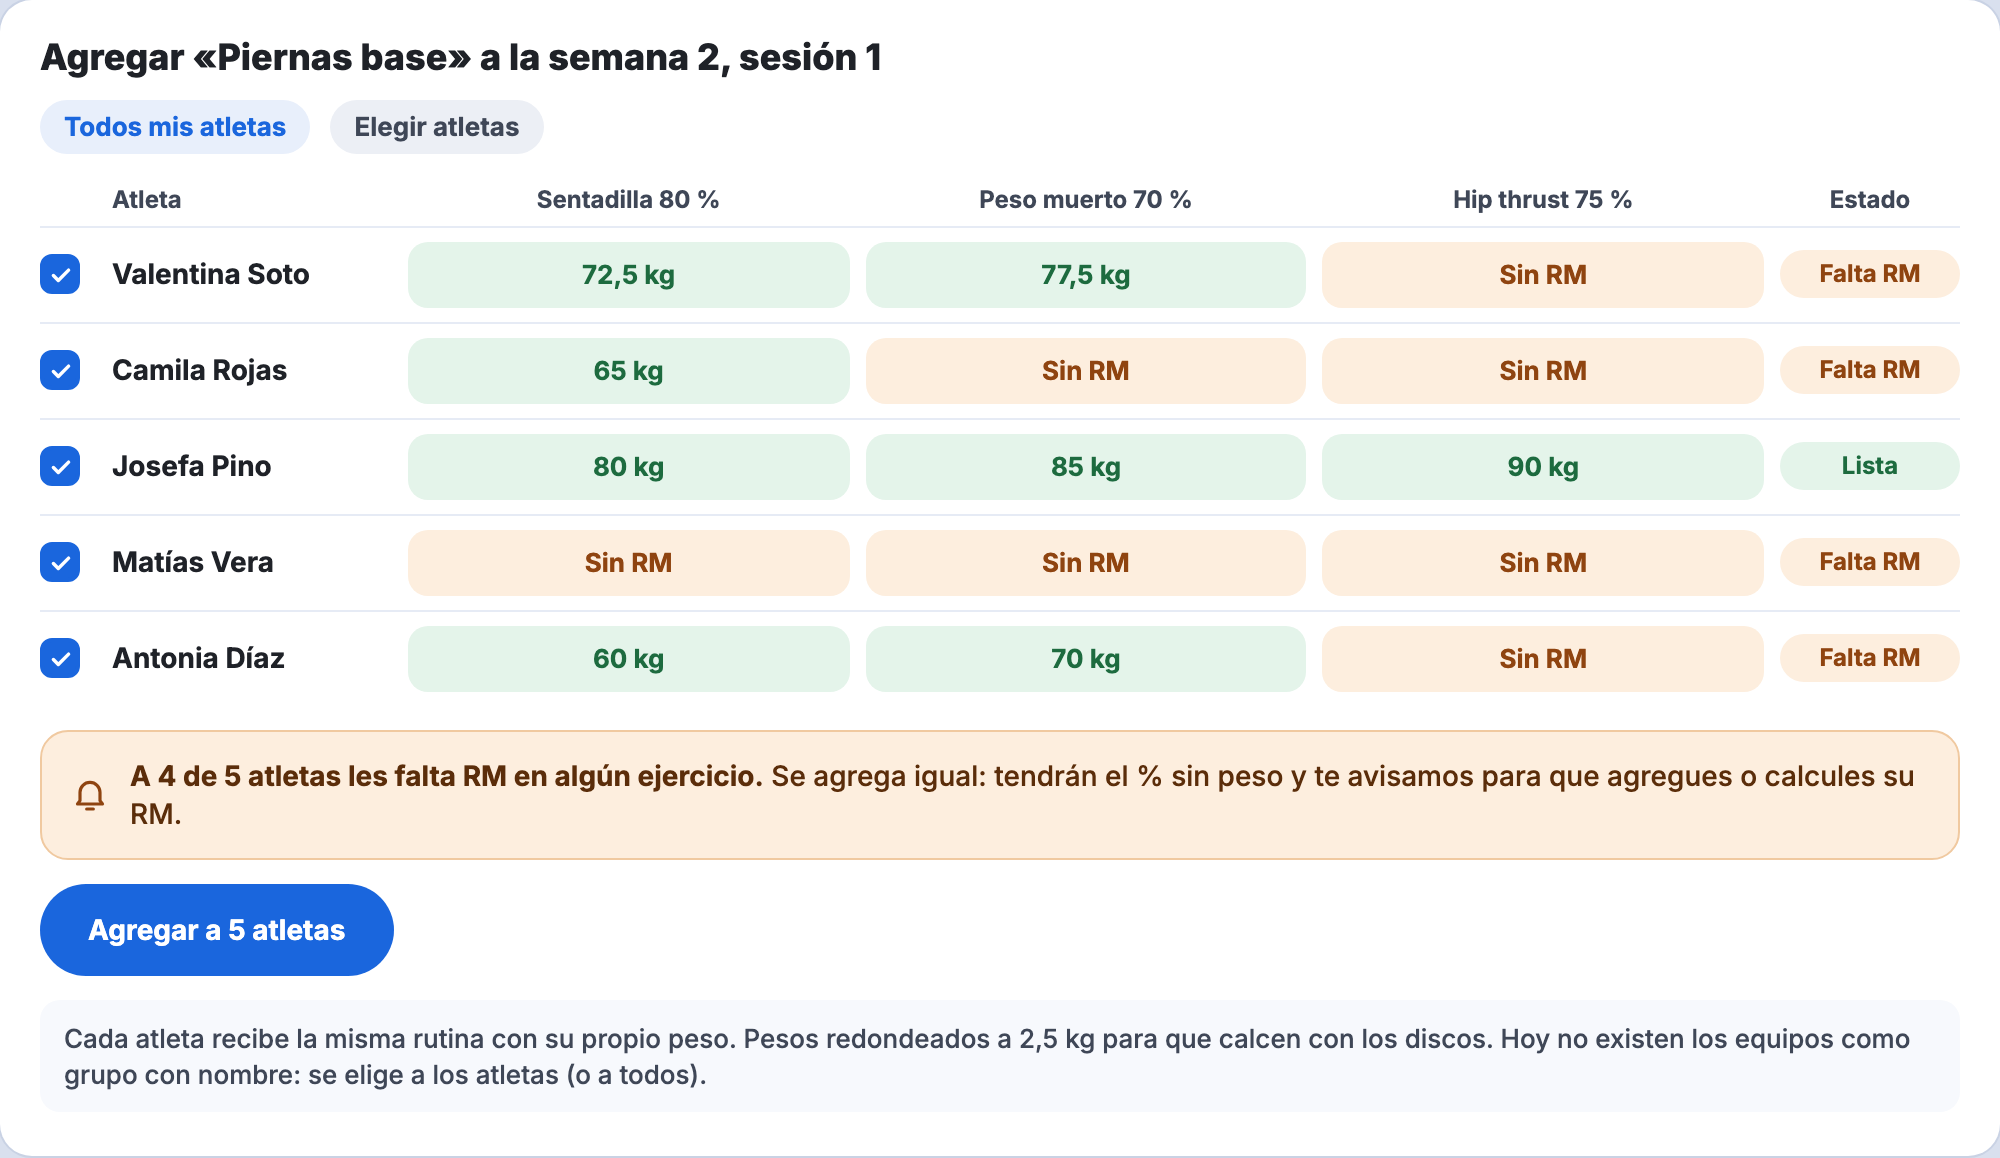 Agregar «Piernas base» a la semana 2, sesión 1
Todos mis atletas Elegir atletas
Atleta Sentadilla 80 % Peso muerto 70 % Hip thrust 75 % Estado
Valentina Soto 72,5 kg 77,5 kg Sin RM Falta RM
Camila Rojas 65 kg Sin RM Sin RM Falta RM
Josefa Pino 80 kg 85 kg 90 kg Lista
Matías Vera Sin RM Sin RM Sin RM Falta RM
Antonia Díaz 60 kg 70 kg Sin RM Falta RM
A 4 de 5 atletas les falta RM en algún ejercicio. Se agrega igual: tendrán el % sin peso y te avisamos para que agregues o calcules su
RM.
Agregar a 5 atletas
Cada atleta recibe la misma rutina con su propio peso. Pesos redondeados a 2,5 kg para que calcen con los discos. Hoy no existen los equipos como
grupo con nombre: se elige a los atletas (o a todos).